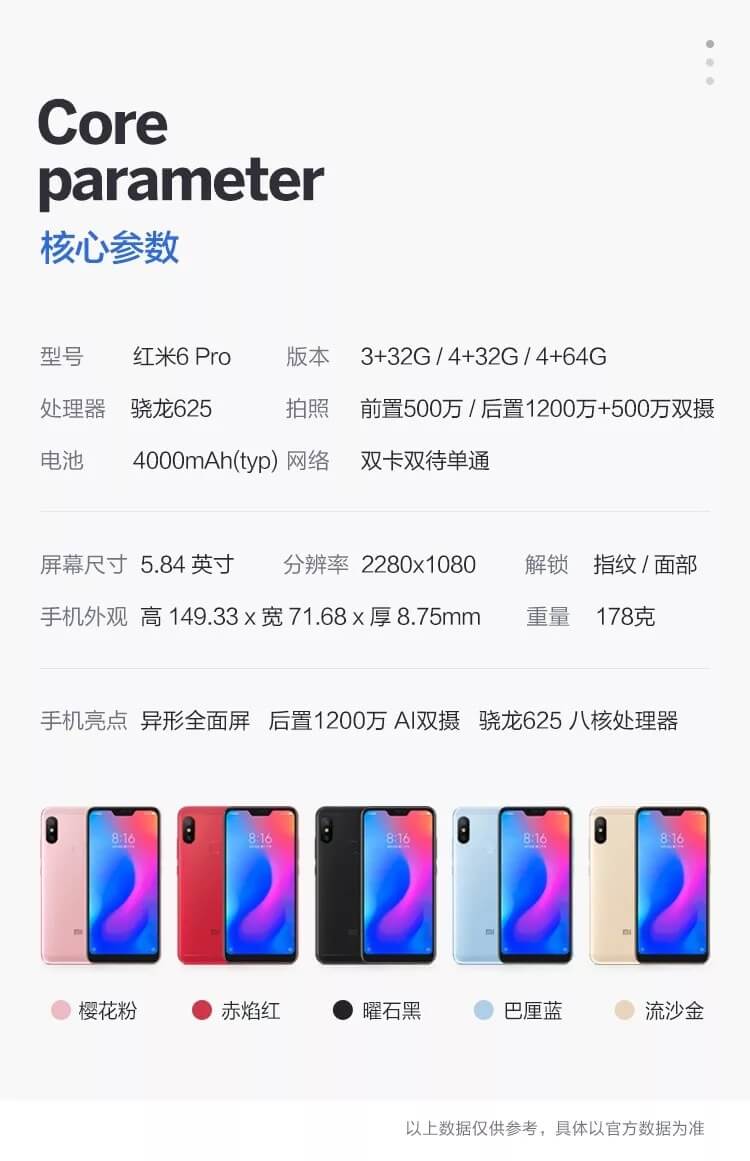 Core
parameter
核心参数
型号 红米6 Pro 版本 3+32G / 4+32G / 4+64G
处理器 骁龙625 拍照 前置500万 / 后置1200万+500万双摄
电池 4000mAh(typ) 网络 双卡双待单通
屏幕尺寸 5.84 英寸 分辨率 2280x1080 解锁 指纹 / 面部
手机外观 高 149.33 x 宽 71.68 x 厚 8.75mm 重量 178克
手机亮点 异形全面屏 后置1200万 AI双摄 骁龙625 八核处理器
8:16 8:16 8:16 8:16 8:16
樱花粉 赤焰红 曜石黑 巴厘蓝 流沙金
以上数据仅供参考，具体以官方数据为准